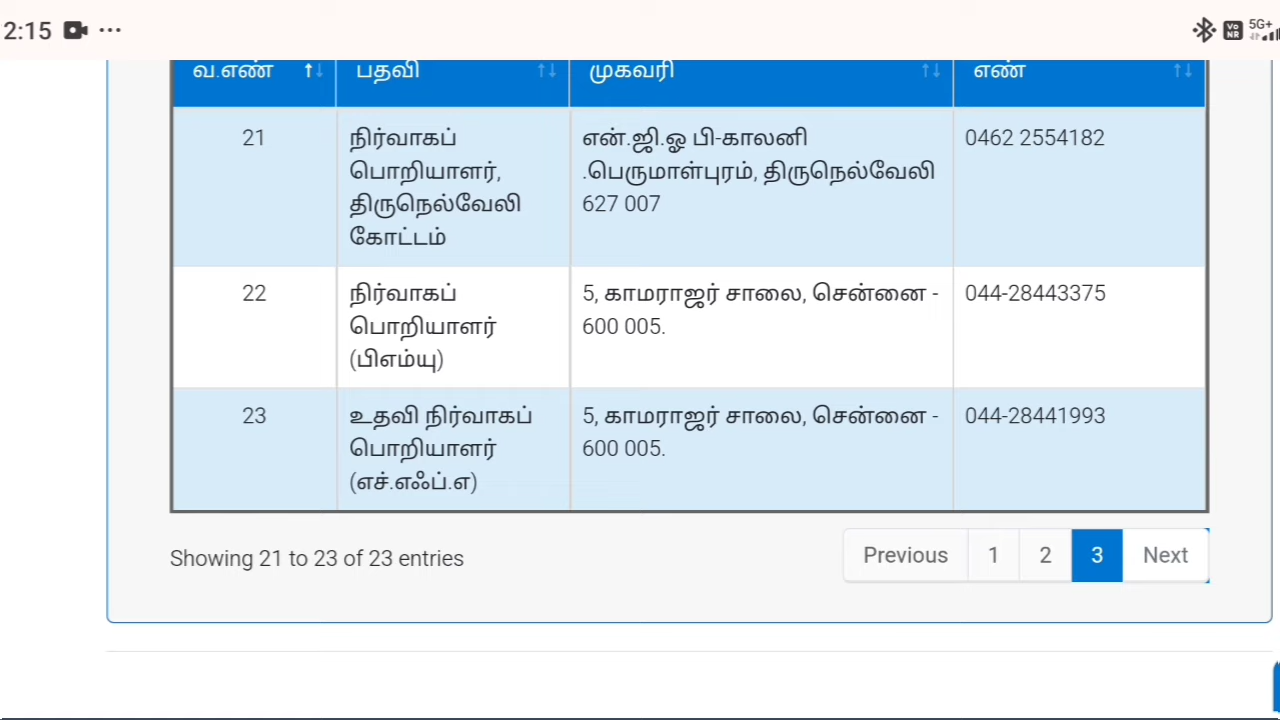 2:15
Vo NR 5G+
வ.எண் பதவி முகவரி எண்
21 நிர்வாகப் என்.ஜி.ஓ பி-காலனி 0462 2554182
பொறியாளர், .பெருமாள்புரம், திருநெல்வேலி
திருநெல்வேலி 627 007
கோட்டம்
22 நிர்வாகப் 5, காமராஜர் சாலை, சென்னை - 044-28443375
பொறியாளர் 600 005.
(பிஎம்யு)
23 உதவி நிர்வாகப் 5, காமராஜர் சாலை, சென்னை - 044-28441993
பொறியாளர் 600 005.
(எச்.எஃப்.எ)
Showing 21 to 23 of 23 entries
Previous 1 2 3 Next